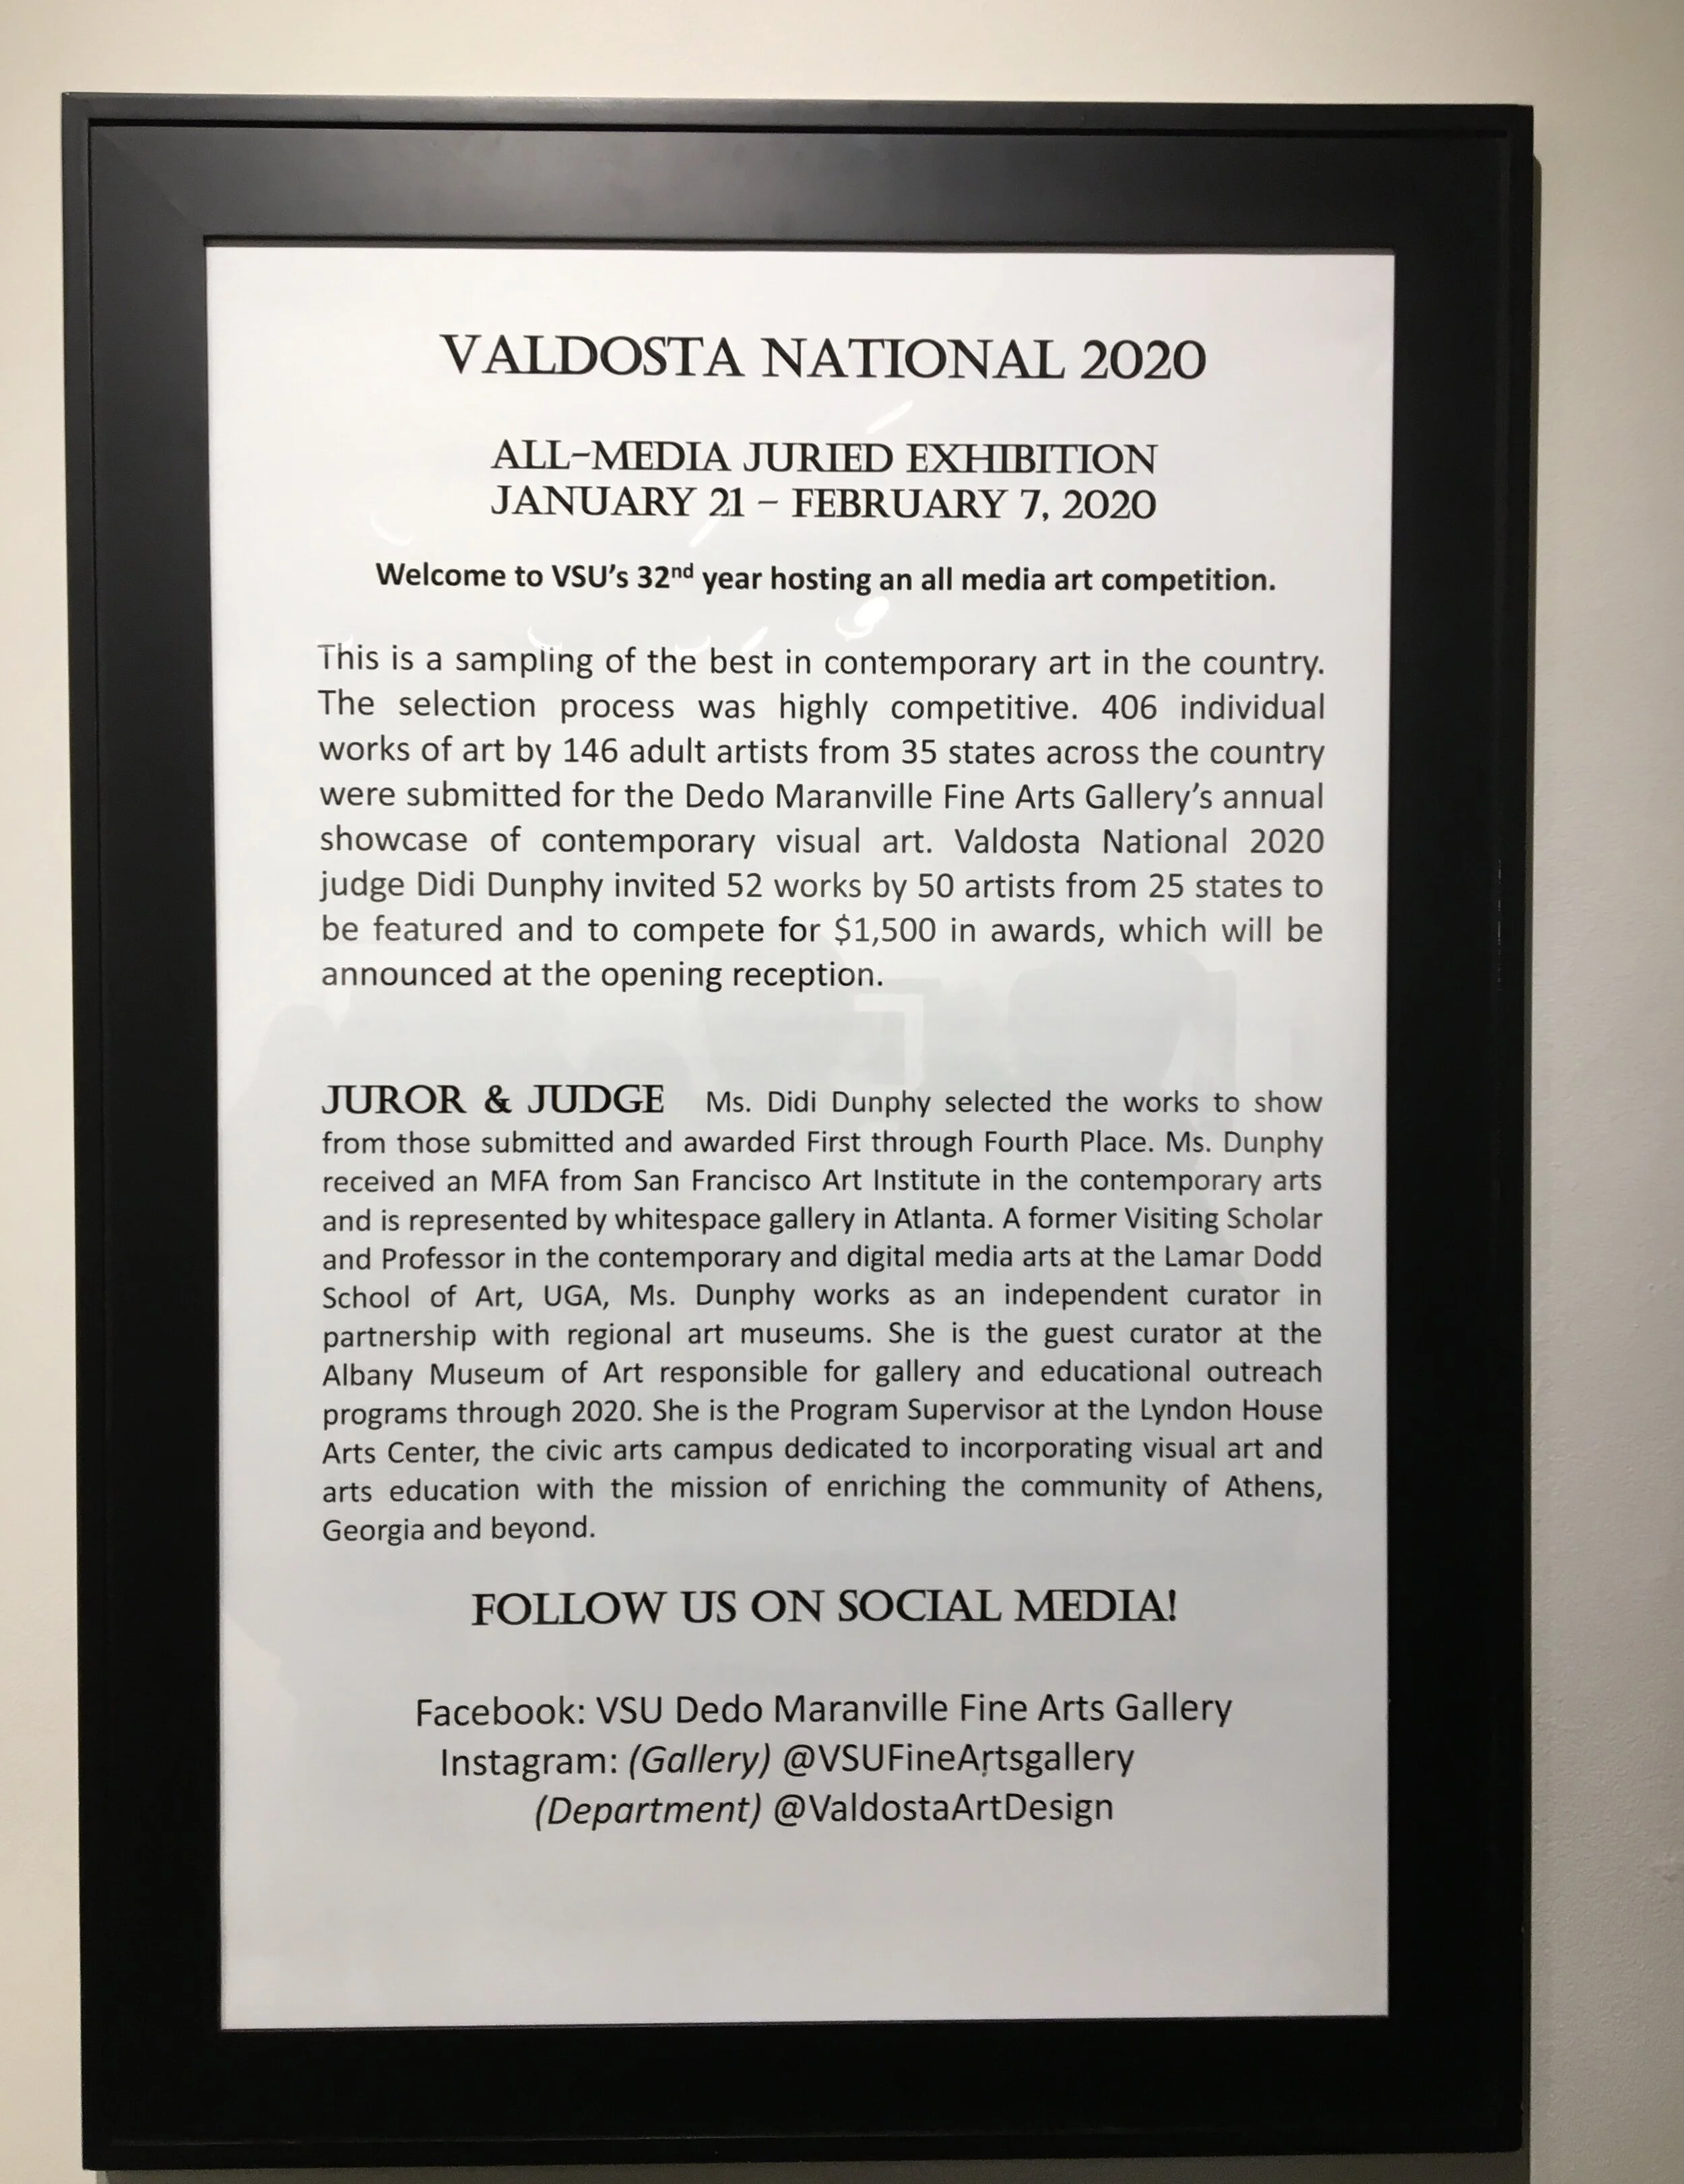 VALDOSTA NATIONAL 2020
ALL-MEDIA JURIED EXHIBITION
JANUARY 21 – FEBRUARY 7, 2020
Welcome to VSU's 32nd year hosting an all media art competition.
This is a sampling of the best in contemporary art in the country.
The selection process was highly competitive. 406 individual
works of art by 146 adult artists from 35 states across the country
were submitted for the Dedo Maranville Fine Arts Gallery's annual
showcase of contemporary visual art. Valdosta National 2020
judge Didi Dunphy invited 52 works by 50 artists from 25 states to
be featured and to compete for $1,500 in awards, which will be
announced at the opening reception.
JUROR & JUDGE Ms. Didi Dunphy selected the works to show
from those submitted and awarded First through Fourth Place. Ms. Dunphy
received an MFA from San Francisco Art Institute in the contemporary arts
and is represented by whitespace gallery in Atlanta. A former Visiting Scholar
and Professor in the contemporary and digital media arts at the Lamar Dodd
School of Art, UGA, Ms. Dunphy works as an independent curator in
partnership with regional art museums. She is the guest curator at the
Albany Museum of Art responsible for gallery and educational outreach
programs through 2020. She is the Program Supervisor at the Lyndon House
Arts Center, the civic arts campus dedicated to incorporating visual art and
arts education with the mission of enriching the community of Athens,
Georgia and beyond.
FOLLOW US ON SOCIAL MEDIA!
Facebook: VSU Dedo Maranville Fine Arts Gallery
Instagram: (Gallery) @VSUFineArtsgallery
(Department) @ValdostaArtDesign